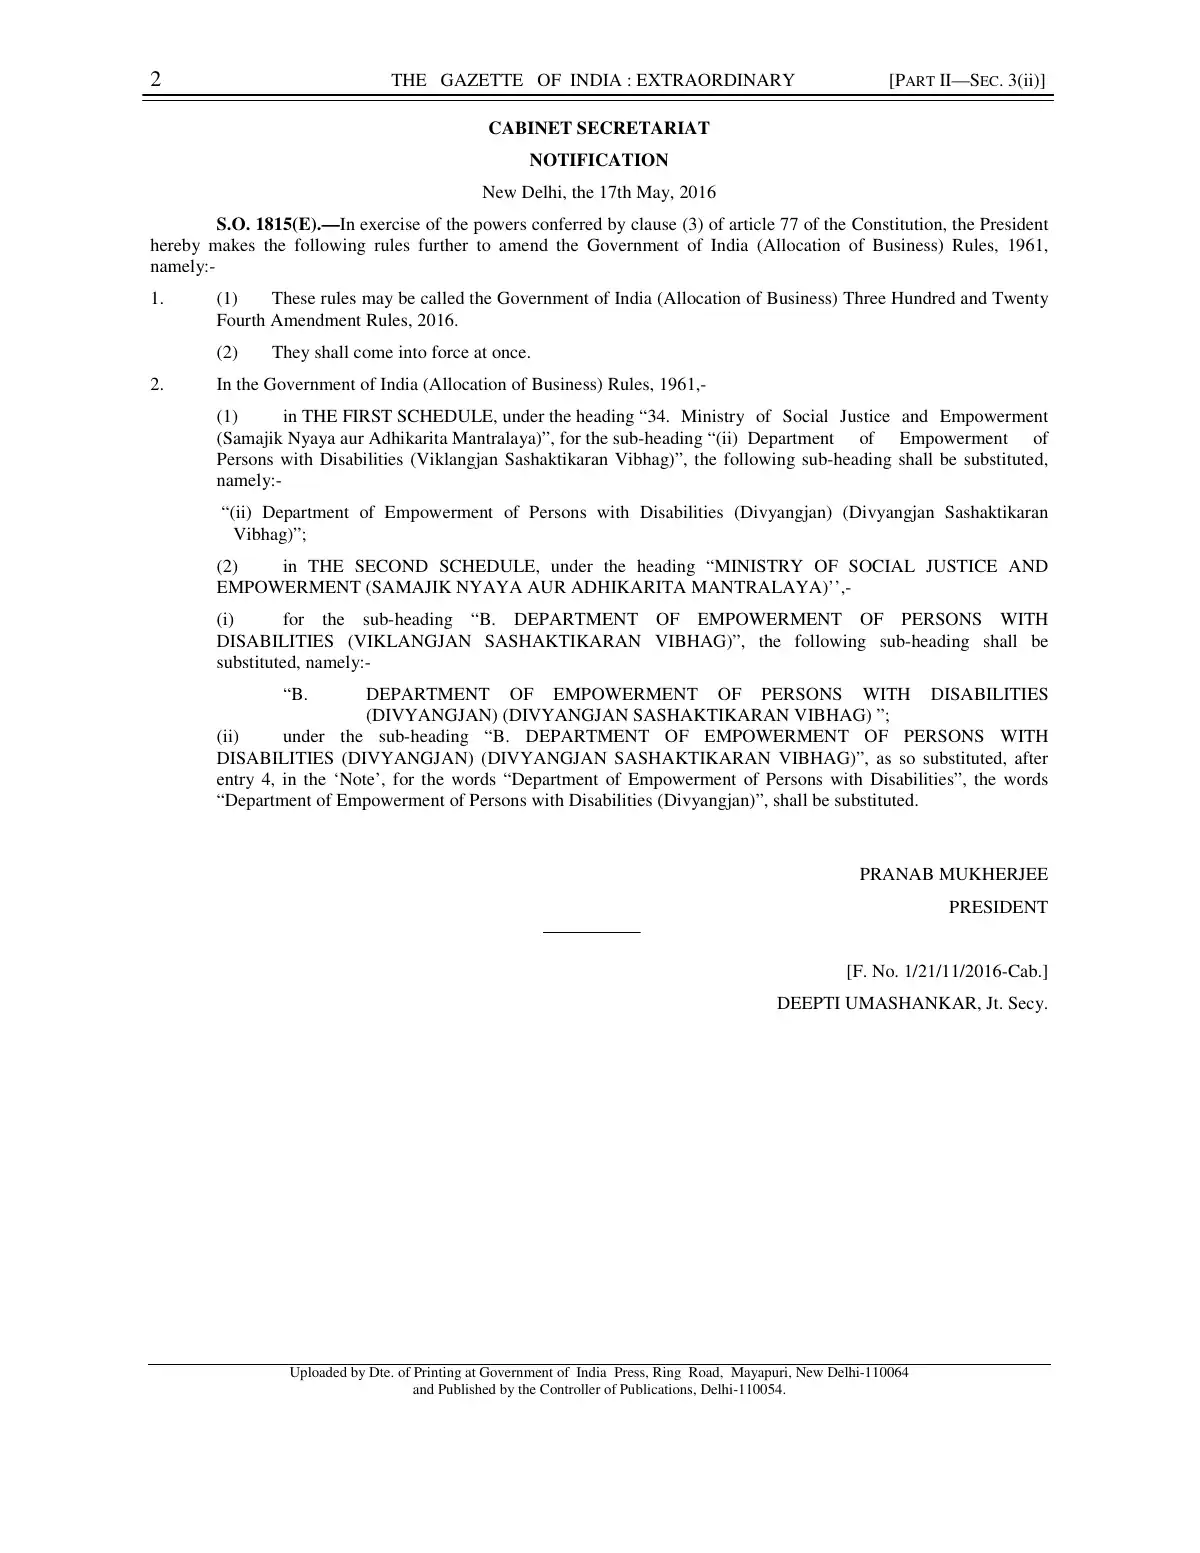 2 THE GAZETTE OF INDIA : EXTRAORDINARY [PART II—SEC. 3(ii)]
CABINET SECRETARIAT
NOTIFICATION
New Delhi, the 17th May, 2016
S.O. 1815(E).—In exercise of the powers conferred by clause (3) of article 77 of the Constitution, the President
hereby makes the following rules further to amend the Government of India (Allocation of Business) Rules, 1961,
namely:-
1. (1) These rules may be called the Government of India (Allocation of Business) Three Hundred and Twenty
Fourth Amendment Rules, 2016.
(2) They shall come into force at once.
2. In the Government of India (Allocation of Business) Rules, 1961,-
(1) in THE FIRST SCHEDULE, under the heading “34. Ministry of Social Justice and Empowerment
(Samajik Nyaya aur Adhikarita Mantralaya)”, for the sub-heading “(ii) Department of Empowerment of
Persons with Disabilities (Viklangjan Sashaktikaran Vibhag)”, the following sub-heading shall be substituted,
namely:-
“(ii) Department of Empowerment of Persons with Disabilities (Divyangjan) (Divyangjan Sashaktikaran
Vibhag)”;
(2) in THE SECOND SCHEDULE, under the heading “MINISTRY OF SOCIAL JUSTICE AND
EMPOWERMENT (SAMAJIK NYAYA AUR ADHIKARITA MANTRALAYA)’’,-
(i) for the sub-heading “B. DEPARTMENT OF EMPOWERMENT OF PERSONS WITH
DISABILITIES (VIKLANGJAN SASHAKTIKARAN VIBHAG)”, the following sub-heading shall be
substituted, namely:-
“B. DEPARTMENT OF EMPOWERMENT OF PERSONS WITH DISABILITIES
(DIVYANGJAN) (DIVYANGJAN SASHAKTIKARAN VIBHAG) ”;
(ii) under the sub-heading “B. DEPARTMENT OF EMPOWERMENT OF PERSONS WITH
DISABILITIES (DIVYANGJAN) (DIVYANGJAN SASHAKTIKARAN VIBHAG)”, as so substituted, after
entry 4, in the ‘Note’, for the words “Department of Empowerment of Persons with Disabilities”, the words
“Department of Empowerment of Persons with Disabilities (Divyangjan)”, shall be substituted.
PRANAB MUKHERJEE
PRESIDENT
[F. No. 1/21/11/2016-Cab.]
DEEPTI UMASHANKAR, Jt. Secy.
Uploaded by Dte. of Printing at Government of India Press, Ring Road, Mayapuri, New Delhi-110064
and Published by the Controller of Publications, Delhi-110054.